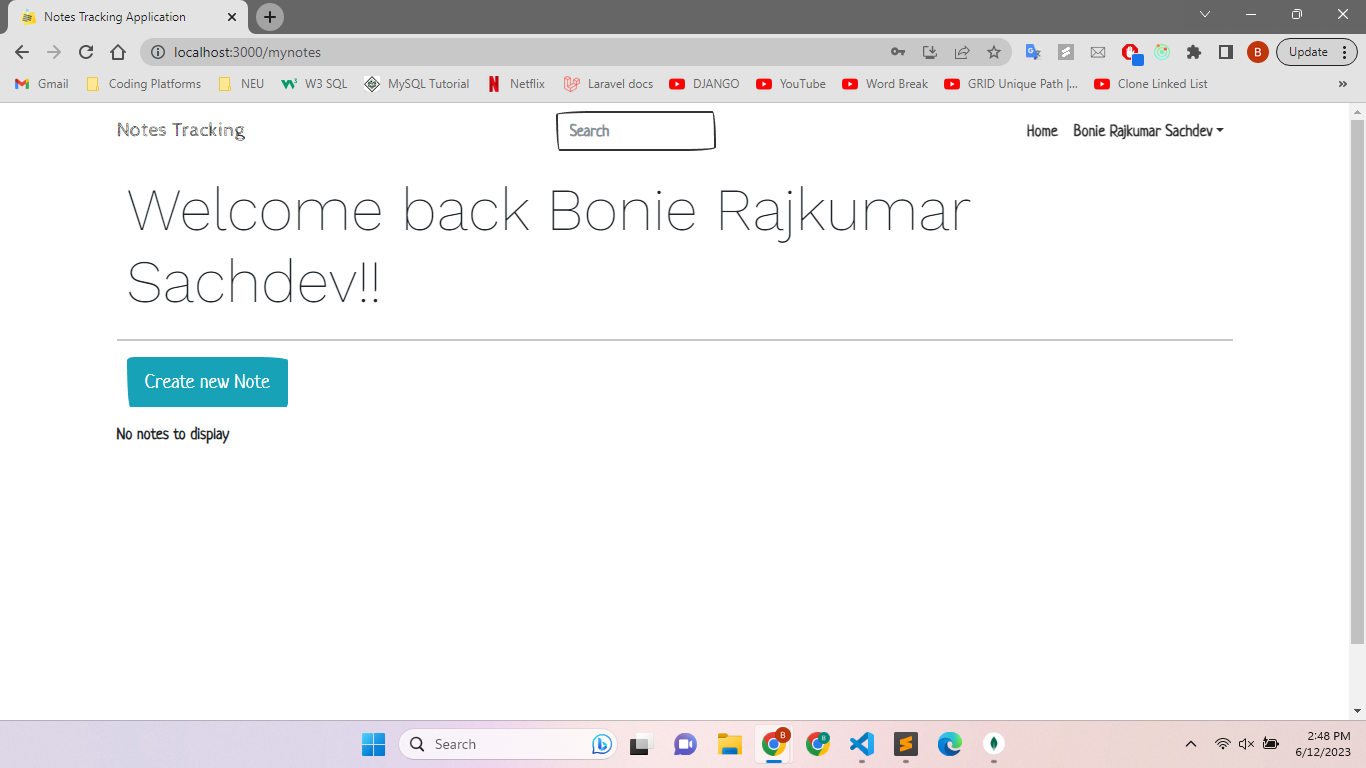 Notes Tracking Application
localhost:3000/mynotes
B
Update
Gmail
Coding Platforms
NEU
W3 SQL
MySQL Tutorial
Netflix
Laravel docs
DJANGO
YouTube
Word Break
GRID Unique Path |...
Clone Linked List
»
Notes Tracking
Search
Home
Bonie Rajkumar Sachdev
Welcome back Bonie Rajkumar
Sachdev!!
Create new Note
No notes to display
Search
B
B
2:48 PM
6/12/2023